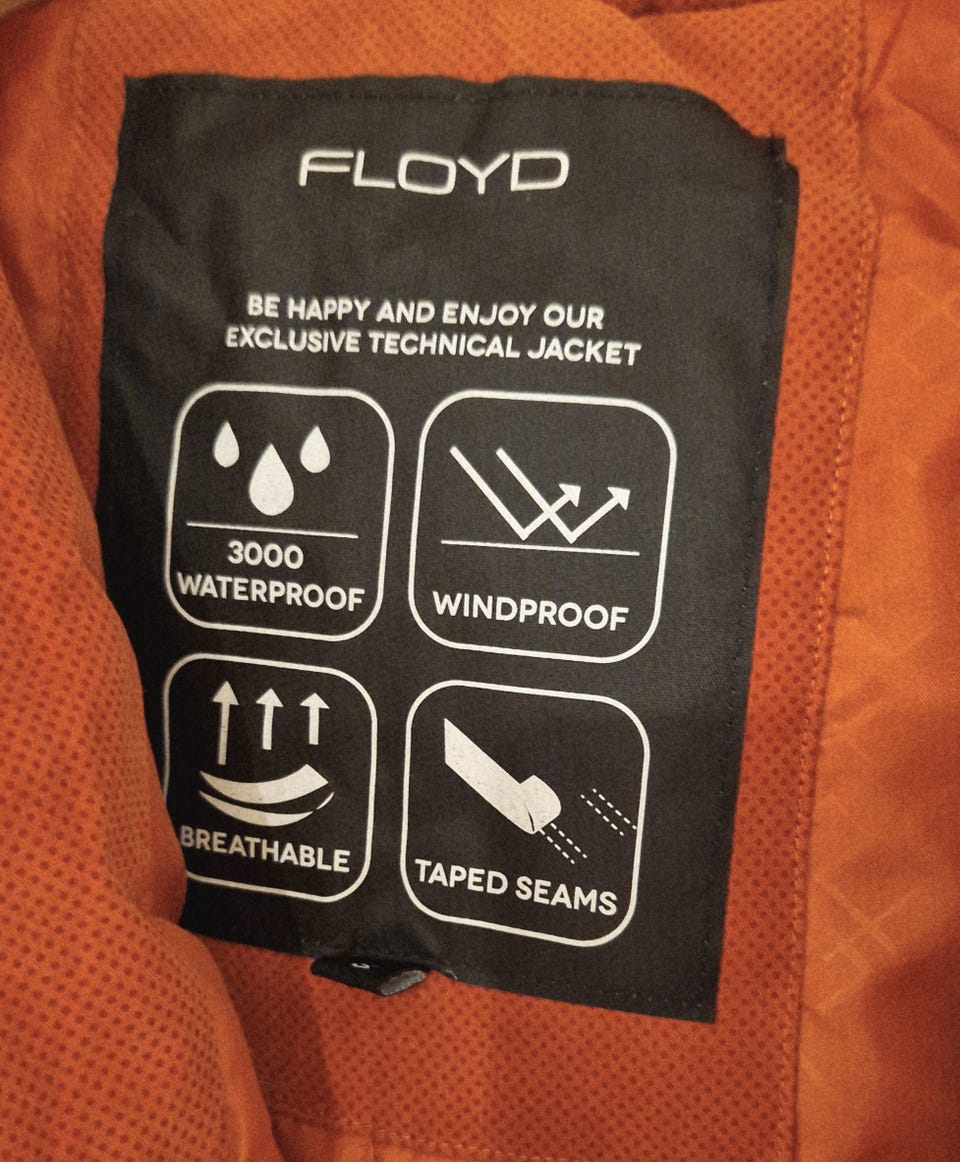 FLOYD
BE HAPPY AND ENJOY OUR
EXCLUSIVE TECHNICAL JACKET
3000
WATERPROOF
WINDPROOF
BREATHABLE
TAPED SEAMS